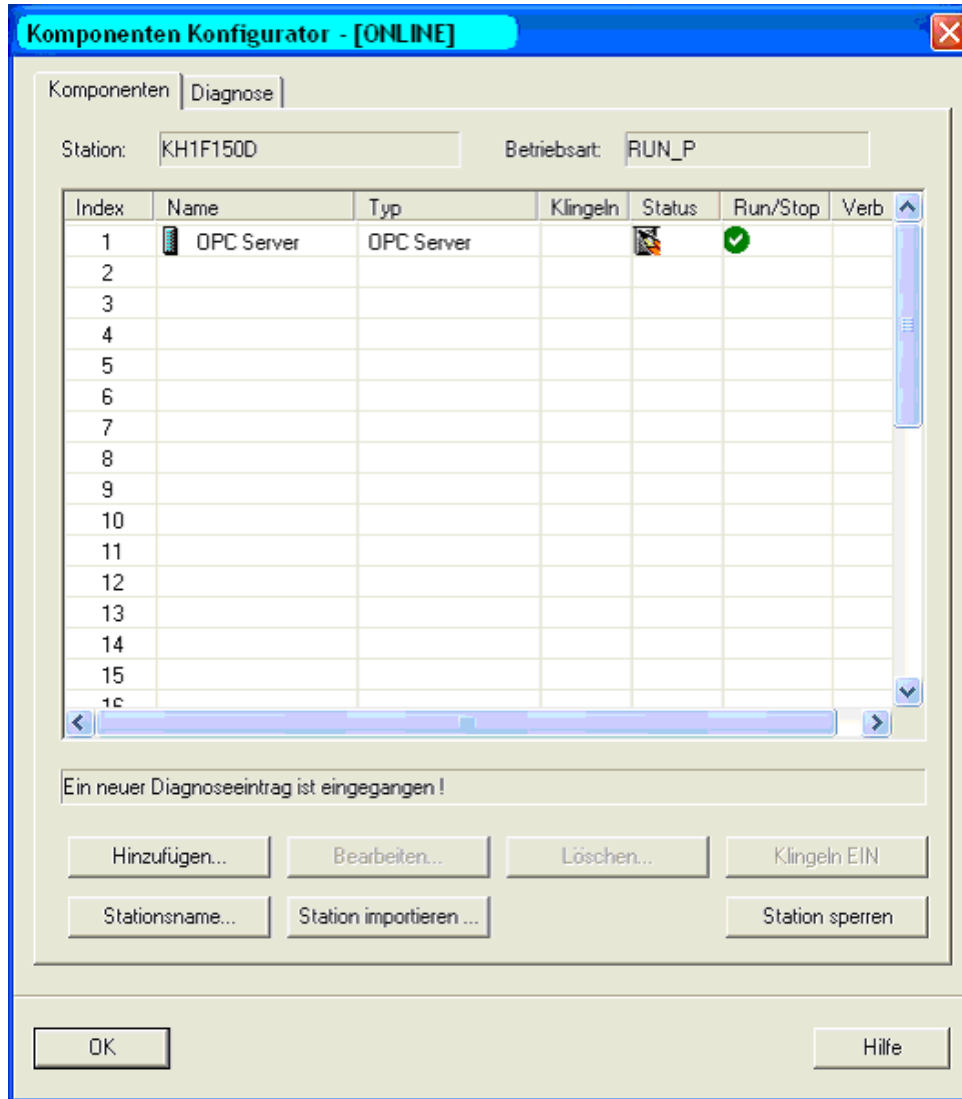 Komponenten Konfigurator - [ONLINE]
Komponenten Diagnose
Station: KH1F150D Betriebsart: RUN_P
Index Name Typ Klingeln Status Run/Stop Verb
1 OPC Server OPC Server
2
3
4
5
6
7
8
9
10
11
12
13
14
15
16
Ein neuer Diagnoseeintrag ist eingegangen !
Hinzufügen... Bearbeiten... Löschen... Klingeln EIN
Stationsname... Station importieren ... Station sperren
OK Hilfe